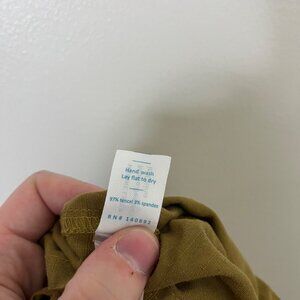 Hand wash
Lay flat to dry
97% tencel 3% spandex
RN# 140692